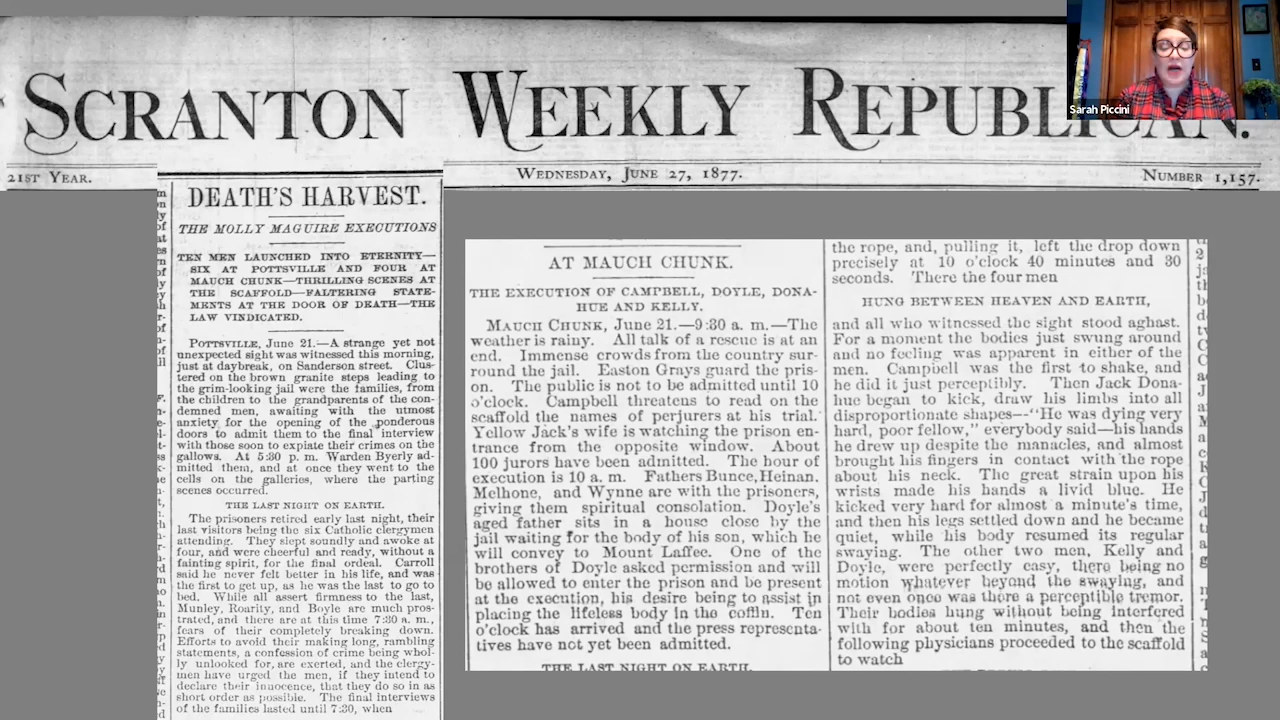 SCRANTON WEEKLY REPUBLICAN.
Sarah Piccini
21ST YEAR.
WEDNESDAY, JUNE 27, 1877.
NUMBER 1,157.
DEATH'S HARVEST.
THE MOLLY MAGUIRE EXECUTIONS
TEN MEN LAUNCHED INTO ETERNITY—
SIX AT POTTSVILLE AND FOUR AT
MAUCH CHUNK—THRILLING SCENES AT
THE SCAFFOLD—FALTERING STATE-
MENTS AT THE DOOR OF DEATH—THE
LAW VINDICATED.
POTTSVILLE, June 21.—A strange yet not
unexpected sight was witnessed this morning,
just at daybreak, on Sanderson street. Clus-
tered on the brown granite steps leading to
the grim-looking jail were the families, from
the children to the grandparents of the con-
demned men, awaiting with the utmost
anxiety for the opening of the ponderous
doors to admit them to the final interview
with those soon to expiate their crimes on the
gallows. At 5:30 p. m. Warden Byerly ad-
mitted them, and at once they went to the
cells on the galleries, where the parting
scenes occurred.
THE LAST NIGHT ON EARTH.
The prisoners retired early last night, their
last visitors being the six Catholic clergymen
attending. They slept soundly and awoke at
four, and were cheerful and ready, without a
fainting spirit, for the final ordeal. Carroll
said he never felt better in his life, and was
the first to get up, as he was the last to go to
bed. While all assert firmness to the last,
Munley, Roarity, and Boyle are much pros-
trated, and there are at this time 7:30 a. m.,
fears of their completely breaking down.
Efforts to avoid their making long, rambling
statements, a confession of crime being whol-
ly unlooked for, are exerted, and the clergy-
men have urged the men, if they intend to
declare their innocence, that they do so in as
short order as possible. The final interviews
of the families lasted until 7:30, when
AT MAUCH CHUNK.
THE EXECUTION OF CAMPBELL, DOYLE, DONA-
HUE AND KELLY.
MAUCH CHUNK, June 21.—9:30 a. m.—The
weather is rainy. All talk of a rescue is at an
end. Immense crowds from the country sur-
round the jail. Easton Grays guard the pris-
on. The public is not to be admitted until 10
o'clock. Campbell threatens to read on the
scaffold the names of perjurers at his trial.
Yellow Jack's wife is watching the prison en-
trance from the opposite window. About
100 jurors have been admitted. The hour of
execution is 10 a. m. Fathers Bunce, Heinan.
Melhone, and Wynne are with the prisoners,
giving them spiritual consolation. Doyle's
aged father sits in a house close by the
jail waiting for the body of his son, which he
will convey to Mount Laffee. One of the
brothers of Doyle asked permission and will
be allowed to enter the prison and be present
at the execution, his desire being to assist in
placing the lifeless body in the coffin. Ten
o'clock has arrived and the press representa-
tives have not yet been admitted.
THE LAST NIGHT ON EARTH.
the rope, and, pulling it, left the drop down
precisely at 10 o'clock 40 minutes and 30
seconds. There the four men
HUNG BETWEEN HEAVEN AND EARTH,
and all who witnessed the sight stood aghast.
For a moment the bodies just swung around
and no feeling was apparent in either of the
men. Campbell was the first to shake, and
he did it just perceptibly. Then Jack Dona-
hue began to kick, draw his limbs into all
disproportionate shapes--"He was dying very
hard, poor fellow," everybody said—his hands
he drew up despite the manacles, and almost
brought his fingers in contact with the rope
about his neck. The great strain upon his
wrists made his hands a livid blue. He
kicked very hard for almost a minute's time,
and then his legs settled down and he became
quiet, while his body resumed its regular
swaying. The other two men, Kelly and
Doyle, were perfectly easy, there being no
motion whatever beyond the swaying, and
not even once was there a perceptible tremor.
Their bodies hung without being interfered
with for about ten minutes, and then the
following physicians proceeded to the scaffold
to watch